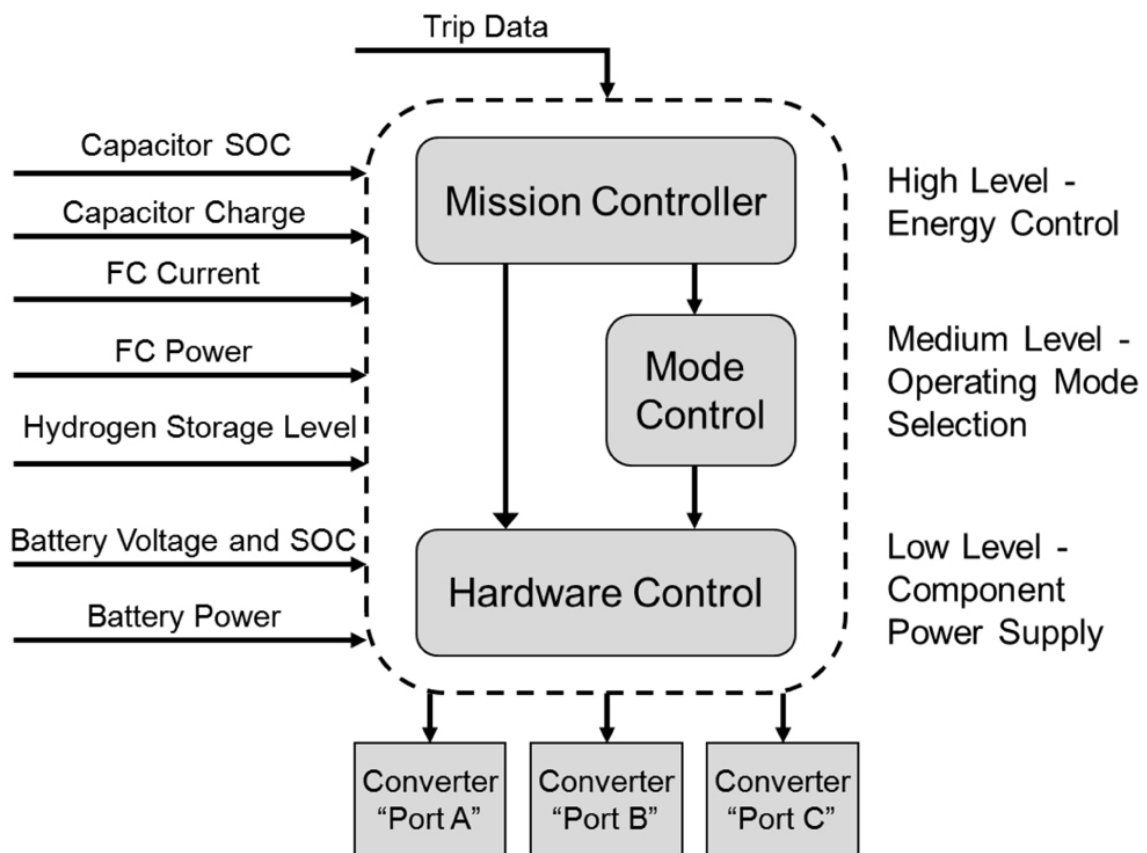 Trip Data
Capacitor SOC
Capacitor Charge
FC Current
FC Power
Hydrogen Storage Level
Battery Voltage and SOC
Battery Power
Mission Controller
Mode
Control
Hardware Control
High Level -
Energy Control
Medium Level -
Operating Mode
Selection
Low Level -
Component
Power Supply
Converter
“Port A”
Converter
“Port B”
Converter
“Port C”